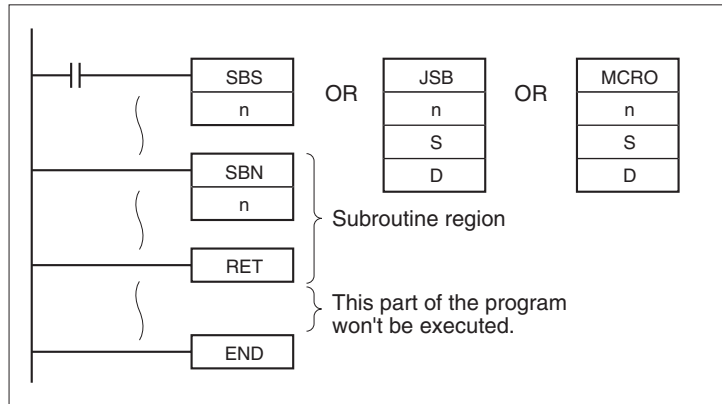 SBS
n
OR
JSB
n
S
D
OR
MCRO
n
S
D
SBN
n
Subroutine region
RET
This part of the program
won't be executed.
END